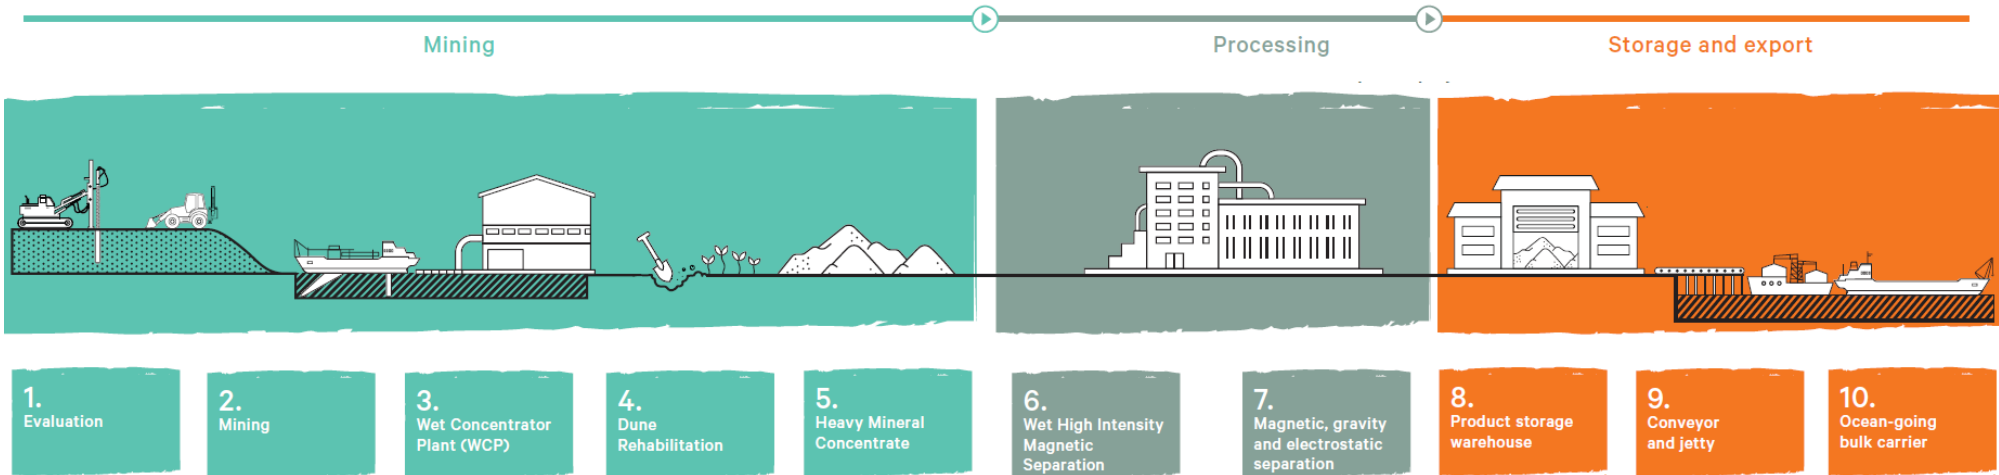 Mining
Processing
Storage and export
1.
Evaluation
2.
Mining
3.
Wet Concentrator
Plant (WCP)
4.
Dune
Rehabilitation
5.
Heavy Mineral
Concentrate
6.
Wet High Intensity
Magnetic
Separation
7.
Magnetic, gravity
and electrostatic
separation
8.
Product storage
warehouse
9.
Conveyor
and jetty
10.
Ocean-going
bulk carrier